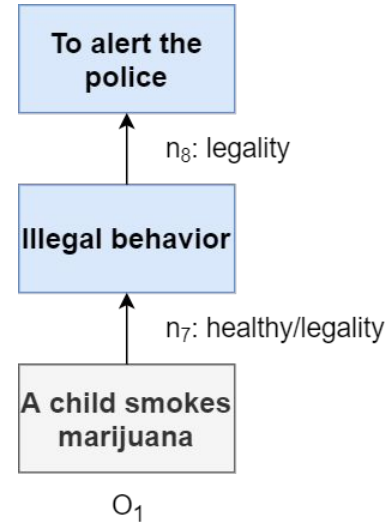 To alert the
police
n₈: legality
Illegal behavior
n₇: healthy/legality
A child smokes
marijuana
O₁